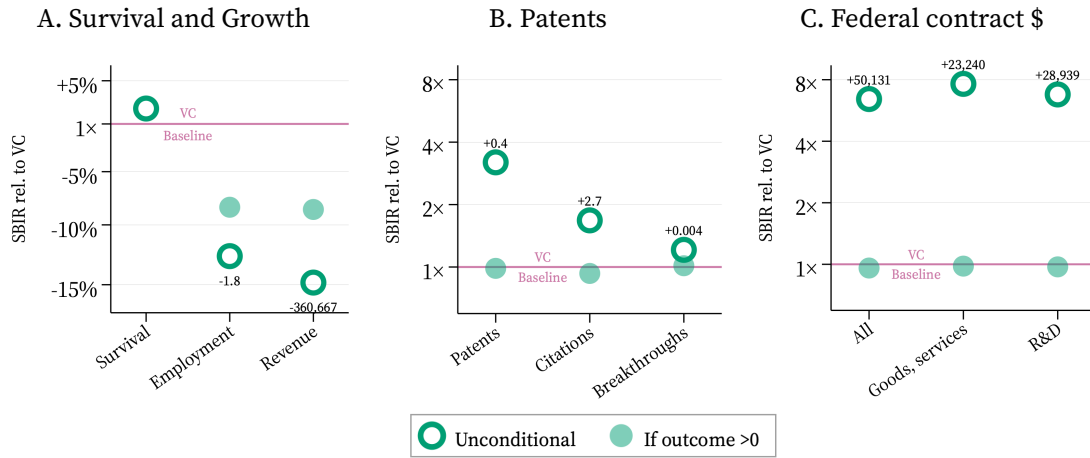 A. Survival and Growth
SBIR rel. to VC
+5%
1×
-5%
-10%
-15%
VC
Baseline
-1.8
-360,667
Survival
Employment
Revenue
B. Patents
SBIR rel. to VC
8×
4×
2×
1×
+0.4
+2.7
+0.004
VC
Baseline
Patents
Citations
Breakthroughs
C. Federal contract $
SBIR rel. to VC
8×
4×
2×
1×
+50,131
+23,240
+28,939
VC
Baseline
All
Goods, services
R&D
Unconditional
If outcome >0